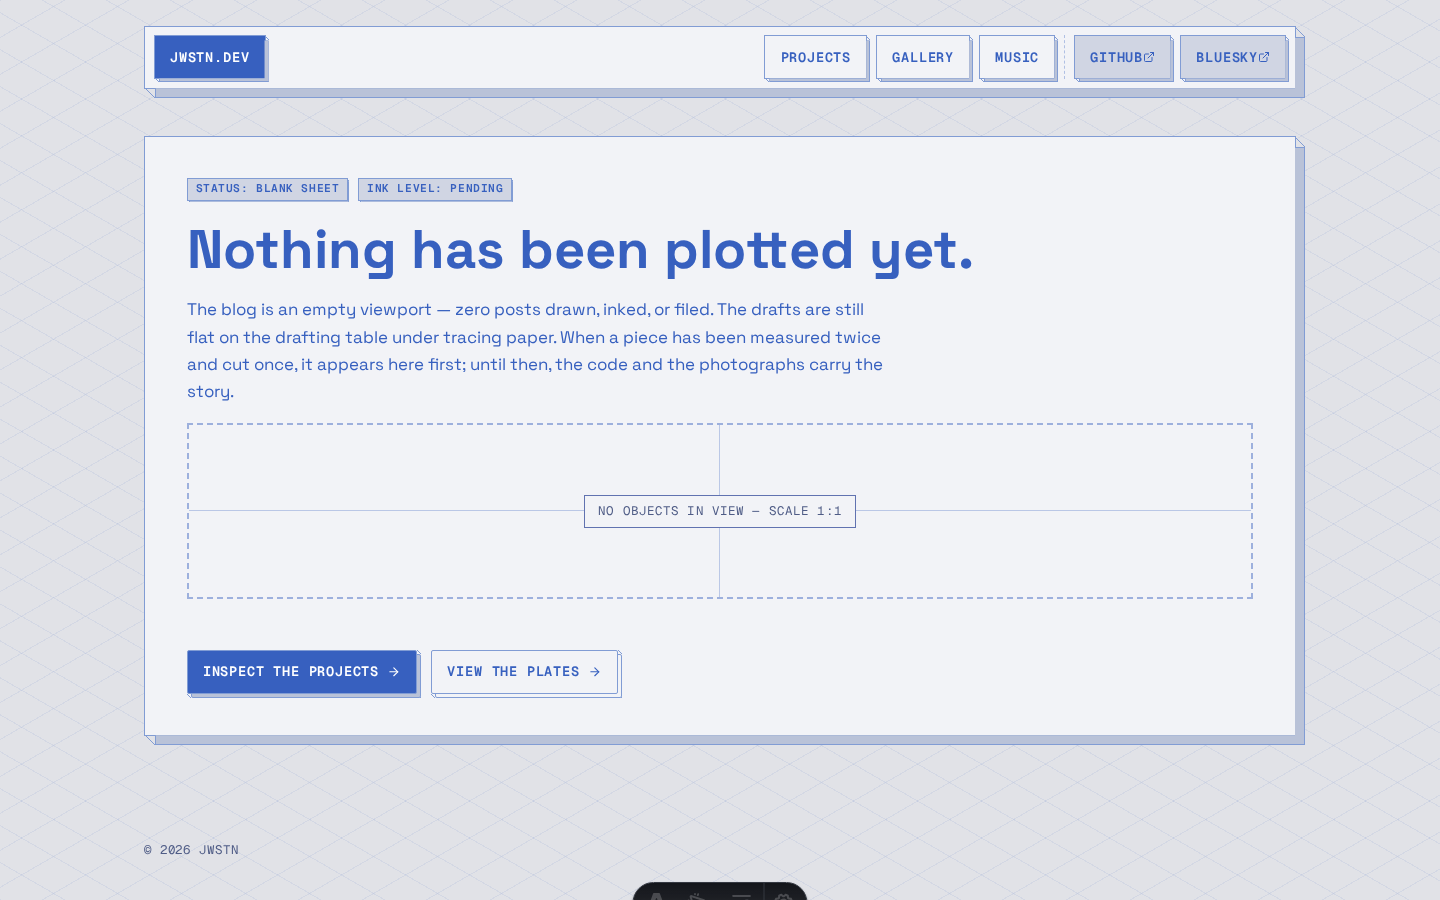 JWSTN.DEV
PROJECTS
GALLERY
MUSIC
GITHUB
BLUESKY
STATUS: BLANK SHEET
INK LEVEL: PENDING
Nothing has been plotted yet.
The blog is an empty viewport — zero posts drawn, inked, or filed. The drafts are still
flat on the drafting table under tracing paper. When a piece has been measured twice
and cut once, it appears here first; until then, the code and the photographs carry the
story.
NO OBJECTS IN VIEW — SCALE 1:1
INSPECT THE PROJECTS →
VIEW THE PLATES →
© 2026 JWSTN